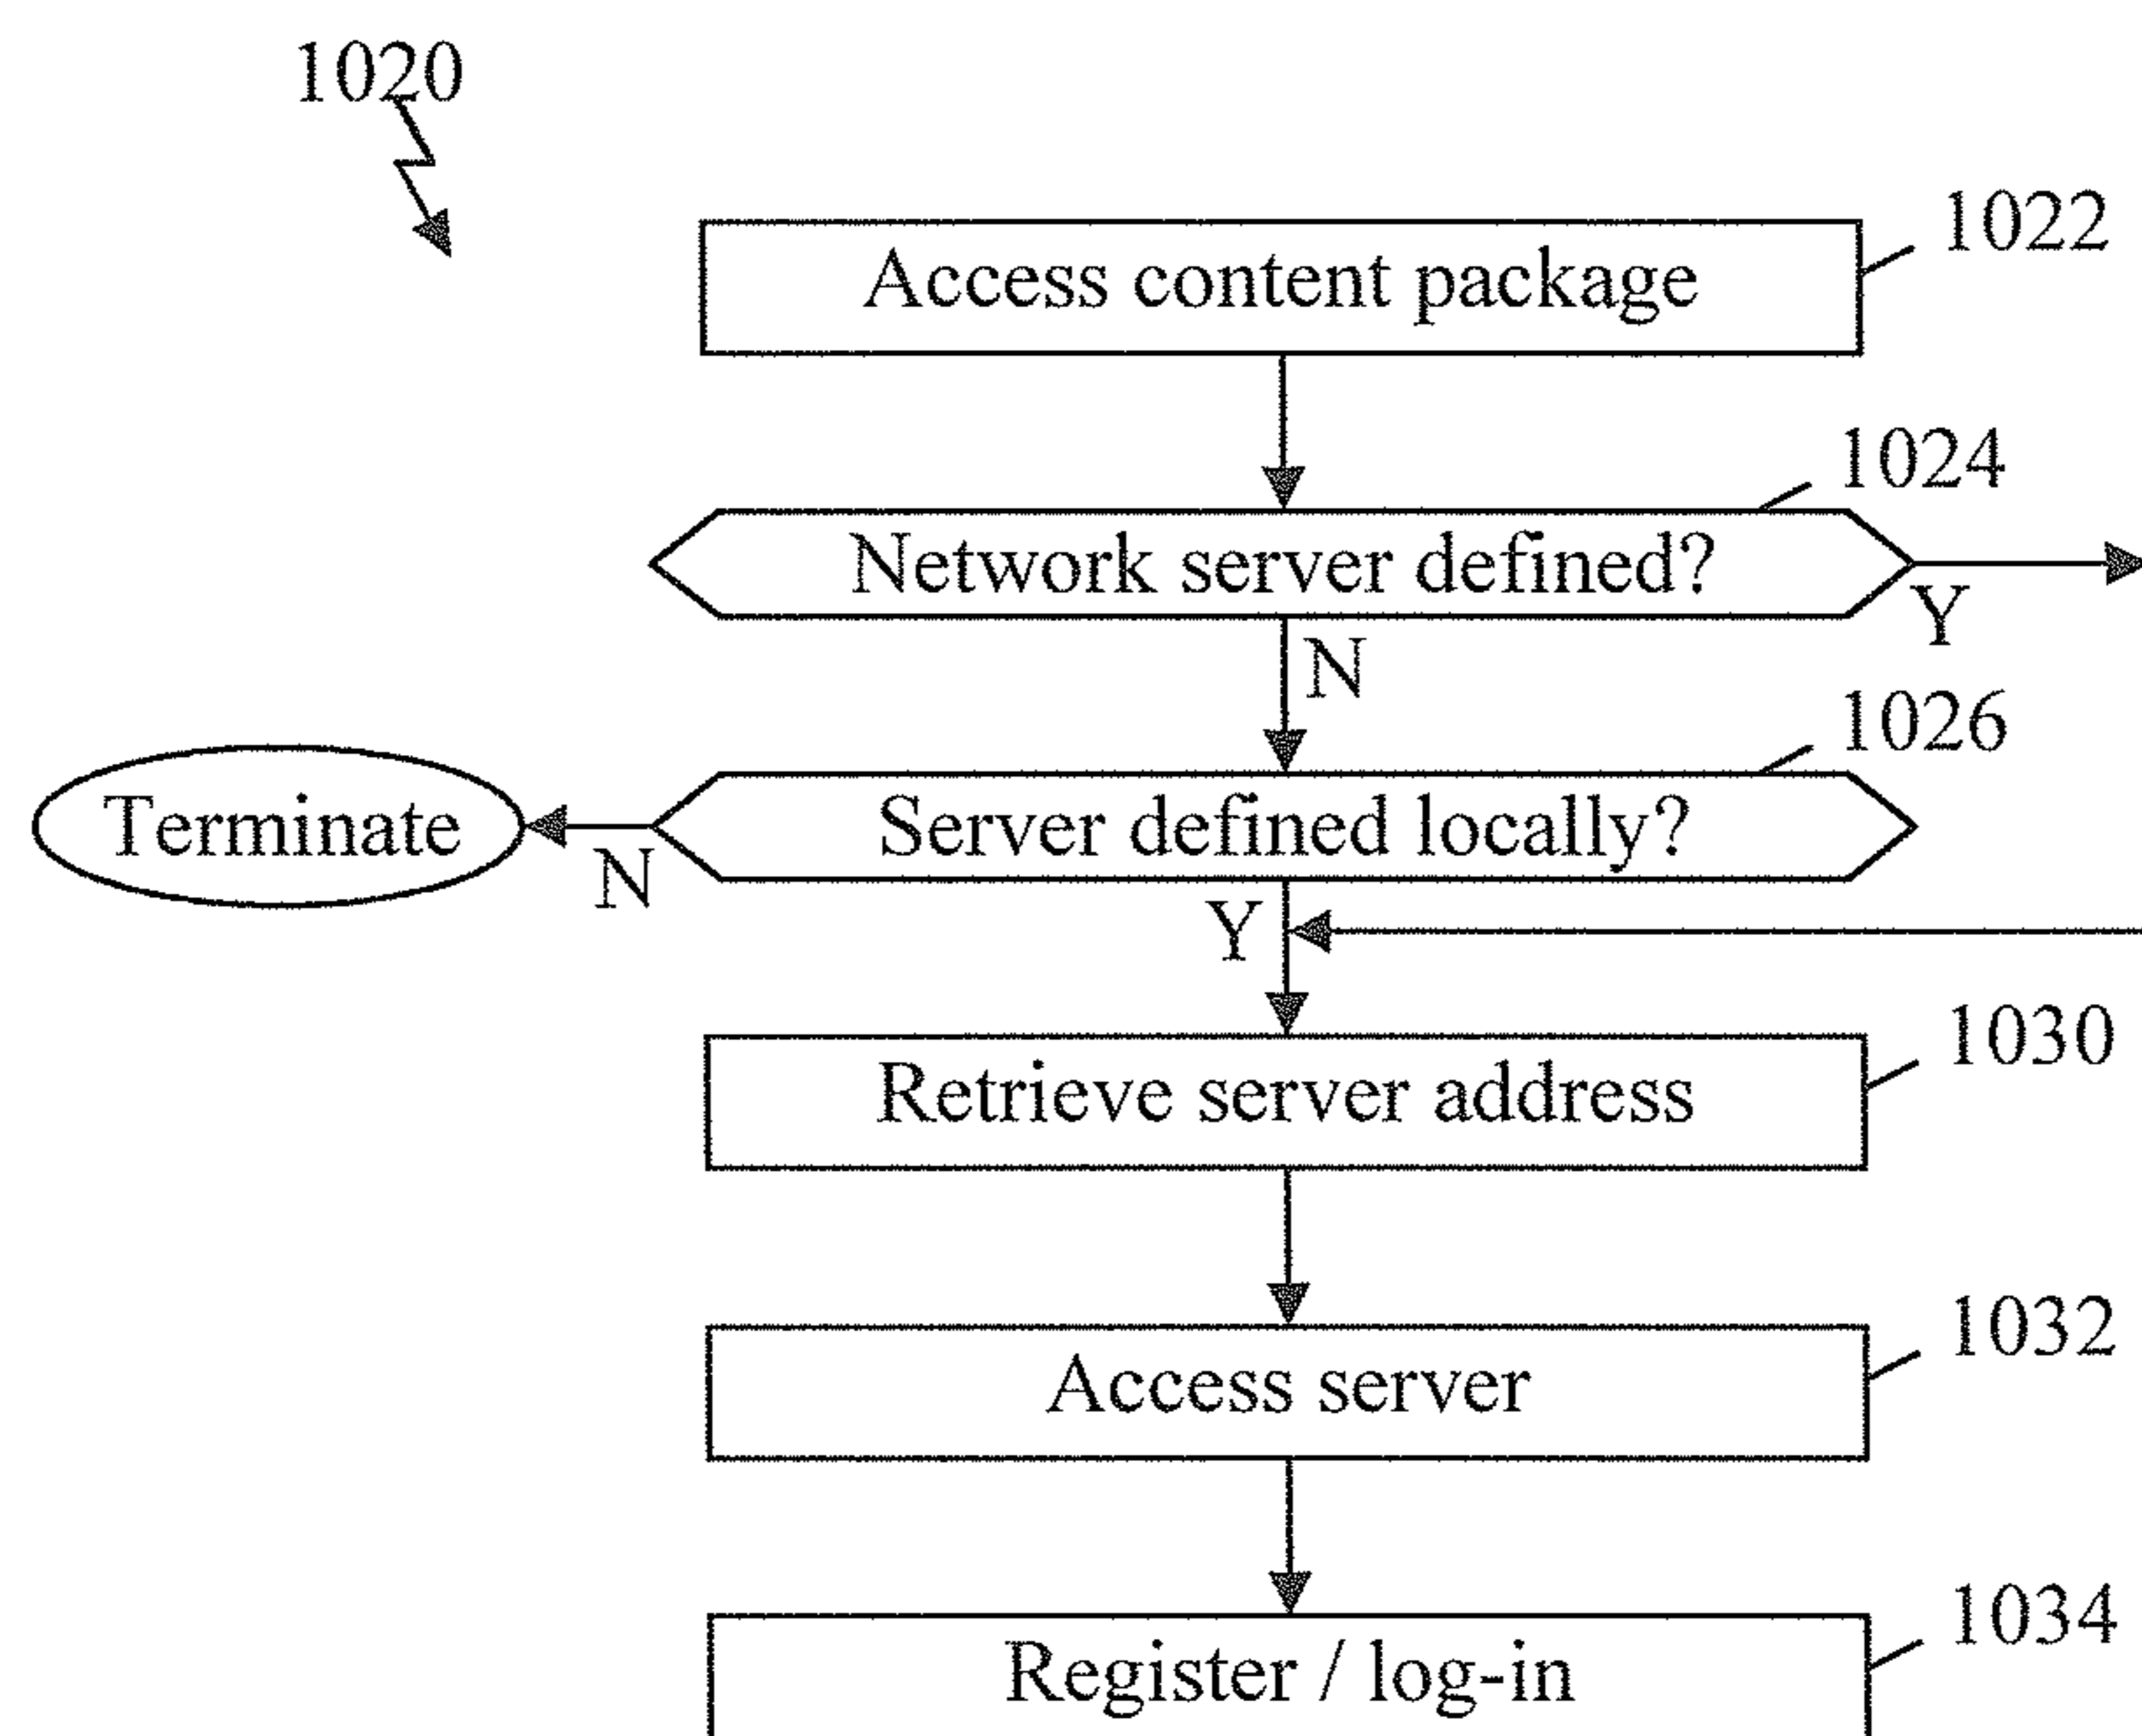 1020
1022
Access content package
1024
Network server defined?
Y
N
1026
Terminate
Server defined locally?
N
Y
1030
Retrieve server address
1032
Access server
1034
Register / log-in